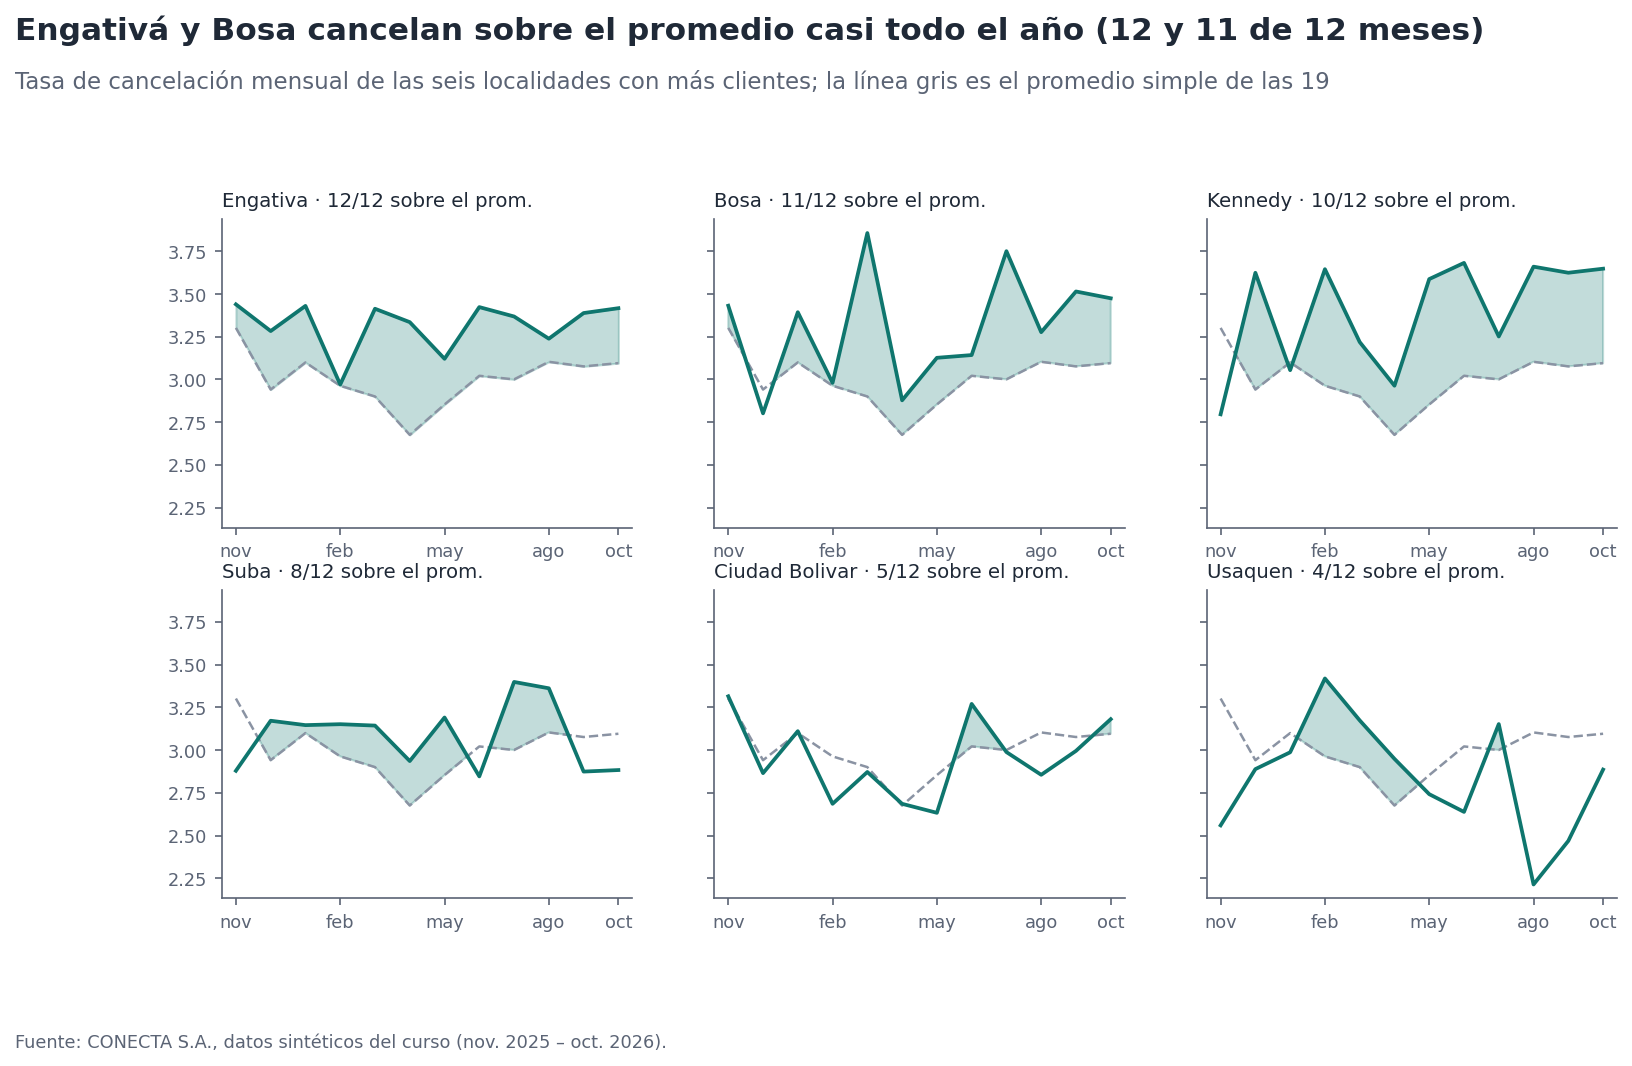 Engativá y Bosa cancelan sobre el promedio casi todo el año (12 y 11 de 12 meses)
Tasa de cancelación mensual de las seis localidades con más clientes; la línea gris es el promedio simple de las 19
Engativa · 12/12 sobre el prom.
Bosa · 11/12 sobre el prom.
Kennedy · 10/12 sobre el prom.
3.75
3.50
3.25
3.00
2.75
2.50
2.25
nov feb may ago oct
nov feb may ago oct
nov feb may ago oct
Suba · 8/12 sobre el prom.
Ciudad Bolivar · 5/12 sobre el prom.
Usaquen · 4/12 sobre el prom.
3.75
3.50
3.25
3.00
2.75
2.50
2.25
nov feb may ago oct
nov feb may ago oct
nov feb may ago oct
Fuente: CONECTA S.A., datos sintéticos del curso (nov. 2025 – oct. 2026).